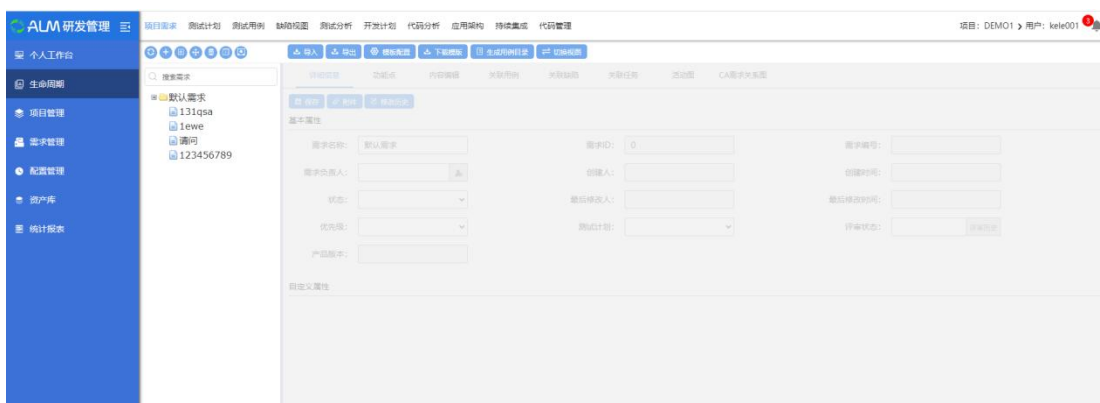 ALM 研发管理
项目需求 测试计划 测试用例 缺陷视图 测试分析 开发计划 代码分析 应用架构 持续集成 代码管理
项目: DEMO1 > 用户: kele001 3
个人工作台
生命周期
项目管理
需求管理
配置管理
资产库
统计报表
搜索需求
默认需求
131qsa
1ewe
请问
123456789
导入 导出 模板配置 下载模版 生成用例目录 切换视图
详细信息 功能点 内容编辑 关联用例 关联缺陷 关联任务 活动图 CA需求关系图
保存 附件 修改历史
基本属性
需求名称: 默认需求 需求ID: 0 需求编号:
需求负责人: 创建人: 创建时间:
状态: 最后修改人: 最后修改时间:
优先级: 测试计划: 评审状态:
产品版本:
自定义属性